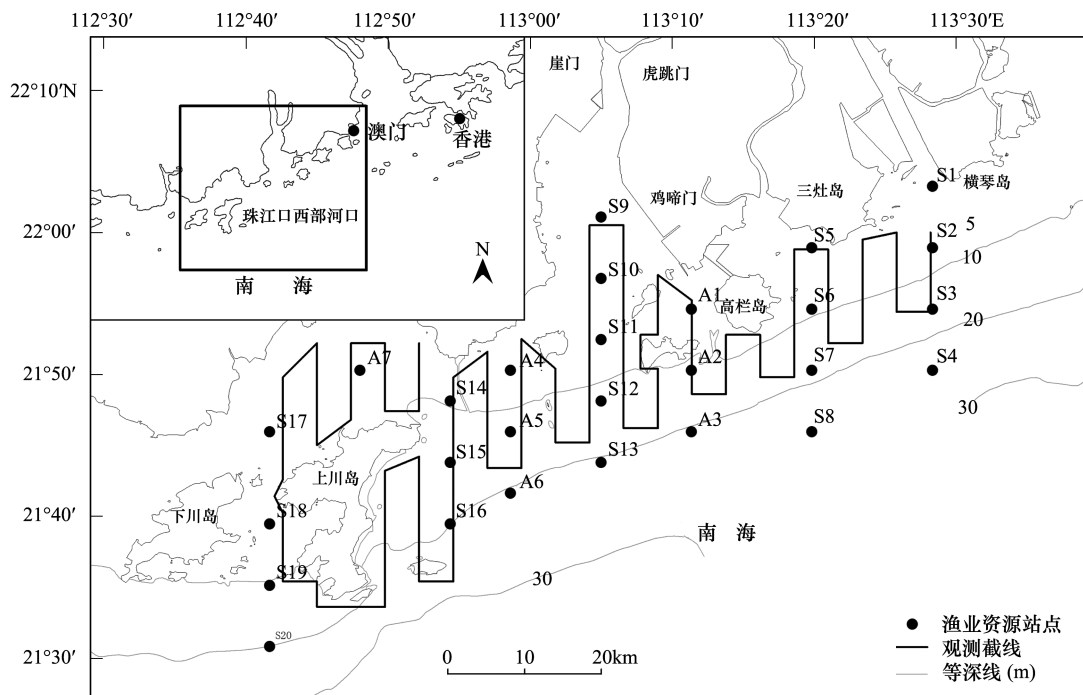 112°30′ 112°40′ 112°50′ 113°00′ 113°10′ 113°20′ 113°30′E
22°10′N
22°00′
21°50′
21°40′
21°30′
澳门
香港
珠江口西部河口
南 海
N
崖门
虎跳门
鸡啼门
三灶岛
横琴岛
高栏岛
S1
S2
5
S9
S5
10
S10
A1
S6
S3
20
S11
A7
A4
A2
S7
S4
S14
S12
30
S17
A5
A3
S8
S15
S13
上川岛
A6
下川岛
S18
S16
南 海
S19
30
S20
0 10 20km
渔业资源站点
观测截线
等深线 (m)